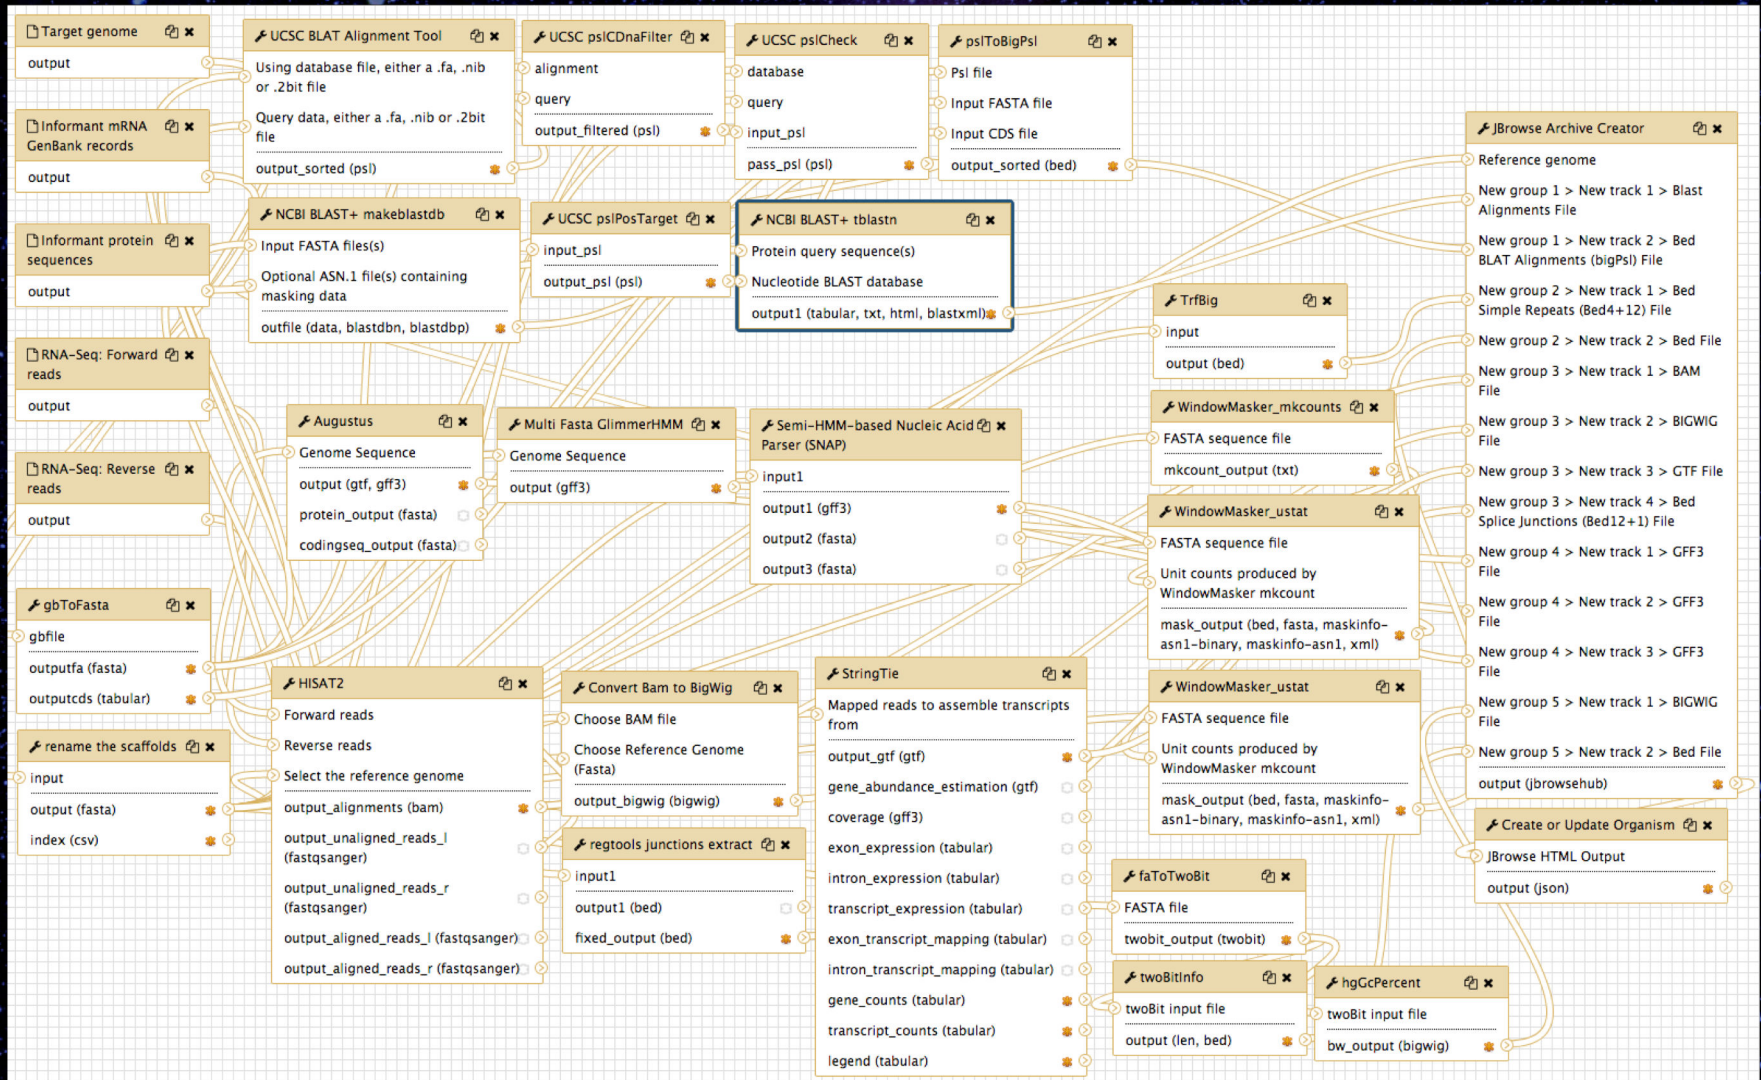 Target genome
output
Informant mRNA
GenBank records
output
Informant protein
sequences
output
RNA-Seq: Forward
reads
output
RNA-Seq: Reverse
reads
output
gbToFasta
gbfile
outputfa (fasta)
outputcds (tabular)
rename the scaffolds
input
output (fasta)
index (csv)
UCSC BLAT Alignment Tool
Using database file, either a .fa, .nib
or .2bit file
Query data, either a .fa, .nib or .2bit
file
output_sorted (psl)
UCSC pslCDnaFilter
alignment
query
output_filtered (psl)
UCSC pslCheck
database
query
input_psl
pass_psl (psl)
pslToBigPsl
Psl file
Input FASTA file
Input CDS file
output_sorted (bed)
NCBI BLAST+ makeblastdb
Input FASTA files(s)
Optional ASN.1 file(s) containing
masking data
outfile (data, blastdbn, blastdbp)
UCSC pslPosTarget
input_psl
output_psl (psl)
NCBI BLAST+ tblastn
Protein query sequence(s)
Nucleotide BLAST database
output1 (tabular, txt, html, blastxml)
Augustus
Genome Sequence
output (gtf, gff3)
protein_output (fasta)
codingseq_output (fasta)
Multi Fasta GlimmerHMM
Genome Sequence
output (gff3)
Semi-HMM-based Nucleic Acid
Parser (SNAP)
input1
output1 (gff3)
output2 (fasta)
output3 (fasta)
HISAT2
Forward reads
Reverse reads
Select the reference genome
output_alignments (bam)
output_unaligned_reads_l
(fastqsanger)
output_unaligned_reads_r
(fastqsanger)
output_aligned_reads_l (fastqsanger)
output_aligned_reads_r (fastqsanger)
Convert Bam to BigWig
Choose BAM file
Choose Reference Genome
(Fasta)
output_bigwig (bigwig)
regtools junctions extract
input1
output1 (bed)
fixed_output (bed)
StringTie
Mapped reads to assemble transcripts
from
output_gtf (gtf)
gene_abundance_estimation (gtf)
coverage (gff3)
exon_expression (tabular)
intron_expression (tabular)
transcript_expression (tabular)
exon_transcript_mapping (tabular)
intron_transcript_mapping (tabular)
gene_counts (tabular)
transcript_counts (tabular)
legend (tabular)
TrfBig
input
output (bed)
WindowMasker_mkcounts
FASTA sequence file
mkcount_output (txt)
WindowMasker_ustat
FASTA sequence file
Unit counts produced by
WindowMasker mkcount
mask_output (bed, fasta, maskinfo-
asn1-binary, maskinfo-asn1, xml)
WindowMasker_ustat
FASTA sequence file
Unit counts produced by
WindowMasker mkcount
mask_output (bed, fasta, maskinfo-
asn1-binary, maskinfo-asn1, xml)
faToTwoBit
FASTA file
twobit_output (twobit)
twoBitInfo
twoBit input file
output (len, bed)
hgGcPercent
twoBit input file
bw_output (bigwig)
JBrowse Archive Creator
Reference genome
New group 1 > New track 1 > Blast
Alignments File
New group 1 > New track 2 > Bed
BLAT Alignments (bigPsl) File
New group 2 > New track 1 > Bed
Simple Repeats (Bed4+12) File
New group 2 > New track 2 > Bed File
New group 3 > New track 1 > BAM
File
New group 3 > New track 2 > BIGWIG
File
New group 3 > New track 3 > GTF File
New group 3 > New track 4 > Bed
Splice Junctions (Bed12+1) File
New group 4 > New track 1 > GFF3
File
New group 4 > New track 2 > GFF3
File
New group 4 > New track 3 > GFF3
File
New group 5 > New track 1 > BIGWIG
File
New group 5 > New track 2 > Bed File
output (jbrowsehub)
Create or Update Organism
JBrowse HTML Output
output (json)